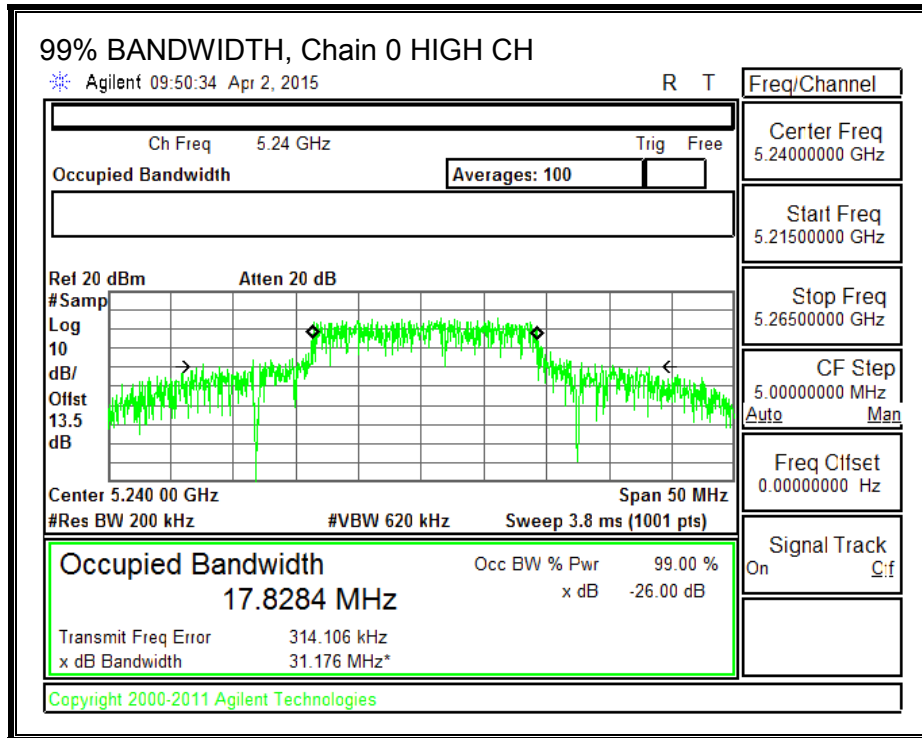 99% BANDWIDTH, Chain 0 HIGH CH
Agilent 09:50:34 Apr 2, 2015 R T
Freq/Channel
Ch Freq 5.24 GHz Trig Free
Occupied Bandwidth Averages: 100
Center Freq
5.24000000 GHz
Start Freq
5.21500000 GHz
Stop Freq
5.26500000 GHz
CF Step
5.00000000 MHz
Auto Man
Freq Offset
0.00000000 Hz
Signal Track
On Off
Ref 20 dBm Atten 20 dB
#Samp
Log
10
dB/
Offst
13.5
dB
Center 5.240 00 GHz Span 50 MHz
#Res BW 200 kHz #VBW 620 kHz Sweep 3.8 ms (1001 pts)
Occupied Bandwidth
17.8284 MHz
Occ BW % Pwr 99.00 %
x dB -26.00 dB
Transmit Freq Error 314.106 kHz
x dB Bandwidth 31.176 MHz*
Copyright 2000-2011 Agilent Technologies